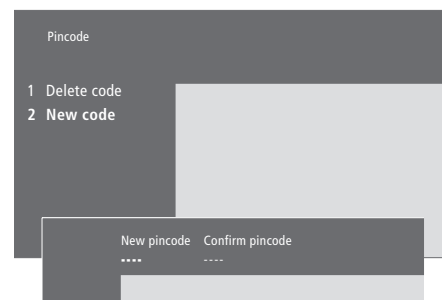 Pincode
1 Delete code
2 New code
New pincode Confirm pincode
---- ----